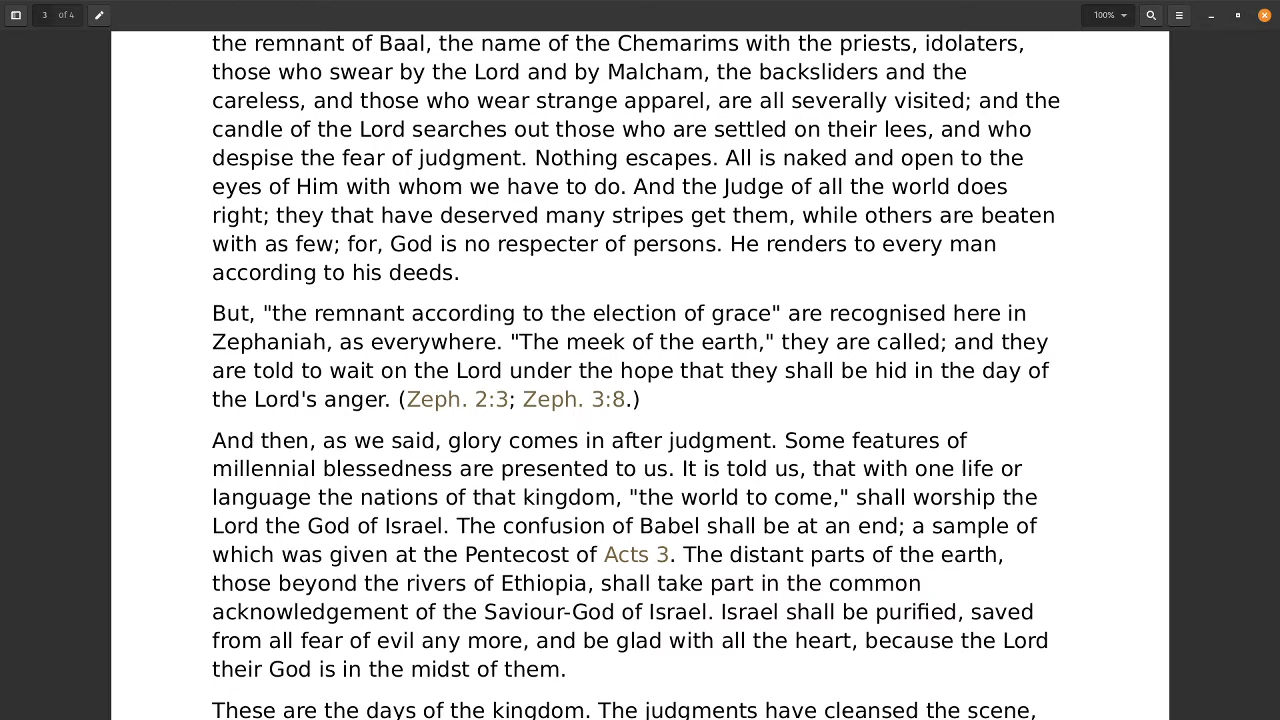 3 of 4
100%
the remnant of Baal, the name of the Chemarims with the priests, idolaters,
those who swear by the Lord and by Malcham, the backsliders and the
careless, and those who wear strange apparel, are all severally visited; and the
candle of the Lord searches out those who are settled on their lees, and who
despise the fear of judgment. Nothing escapes. All is naked and open to the
eyes of Him with whom we have to do. And the Judge of all the world does
right; they that have deserved many stripes get them, while others are beaten
with as few; for, God is no respecter of persons. He renders to every man
according to his deeds.
But, "the remnant according to the election of grace" are recognised here in
Zephaniah, as everywhere. "The meek of the earth," they are called; and they
are told to wait on the Lord under the hope that they shall be hid in the day of
the Lord's anger. (Zeph. 2:3; Zeph. 3:8.)
And then, as we said, glory comes in after judgment. Some features of
millennial blessedness are presented to us. It is told us, that with one life or
language the nations of that kingdom, "the world to come," shall worship the
Lord the God of Israel. The confusion of Babel shall be at an end; a sample of
which was given at the Pentecost of Acts 3. The distant parts of the earth,
those beyond the rivers of Ethiopia, shall take part in the common
acknowledgement of the Saviour-God of Israel. Israel shall be purified, saved
from all fear of evil any more, and be glad with all the heart, because the Lord
their God is in the midst of them.
These are the days of the kingdom. The judgments have cleansed the scene,